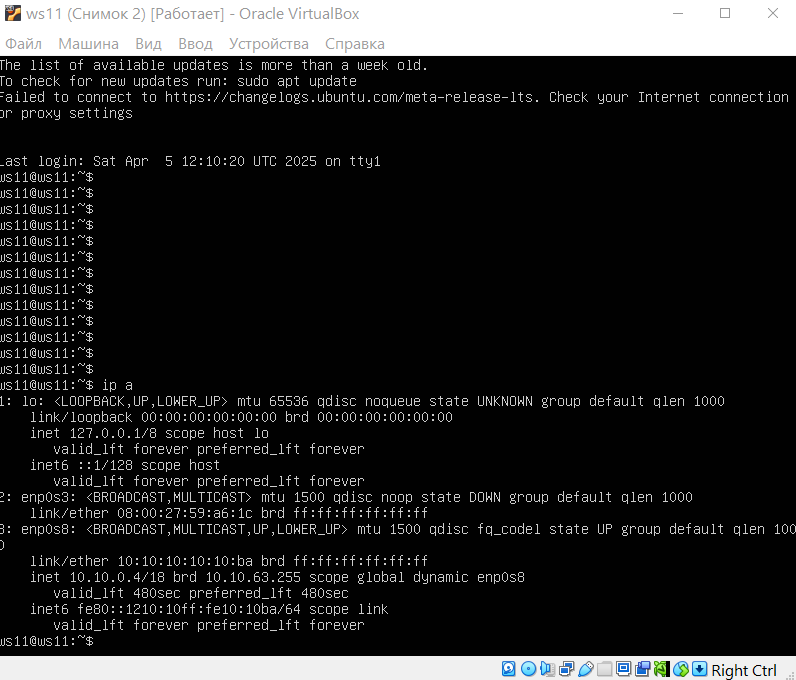 ws11 (Снимок 2) [Работает] - Oracle VirtualBox
Файл Машина Вид Ввод Устройства Справка
The list of available updates is more than a week old.
To check for new updates run: sudo apt update
Failed to connect to https://changelogs.ubuntu.com/meta-release-lts. Check your Internet connection
or proxy settings
Last login: Sat Apr  5 12:10:20 UTC 2025 on tty1
ws11@ws11:~$
ws11@ws11:~$
ws11@ws11:~$
ws11@ws11:~$
ws11@ws11:~$
ws11@ws11:~$
ws11@ws11:~$
ws11@ws11:~$
ws11@ws11:~$
ws11@ws11:~$
ws11@ws11:~$
ws11@ws11:~$
ws11@ws11:~$
ws11@ws11:~$ ip a
1: lo: <LOOPBACK,UP,LOWER_UP> mtu 65536 qdisc noqueue state UNKNOWN group default qlen 1000
    link/loopback 00:00:00:00:00:00 brd 00:00:00:00:00:00
    inet 127.0.0.1/8 scope host lo
       valid_lft forever preferred_lft forever
    inet6 ::1/128 scope host
       valid_lft forever preferred_lft forever
2: enp0s3: <BROADCAST,MULTICAST> mtu 1500 qdisc noop state DOWN group default qlen 1000
    link/ether 08:00:27:59:a6:1c brd ff:ff:ff:ff:ff:ff
3: enp0s8: <BROADCAST,MULTICAST,UP,LOWER_UP> mtu 1500 qdisc fq_codel state UP group default qlen 100
0
    link/ether 10:10:10:10:10:ba brd ff:ff:ff:ff:ff:ff
    inet 10.10.0.4/18 brd 10.10.63.255 scope global dynamic enp0s8
       valid_lft 480sec preferred_lft 480sec
    inet6 fe80::1210:10ff:fe10:10ba/64 scope link
       valid_lft forever preferred_lft forever
ws11@ws11:~$
Right Ctrl